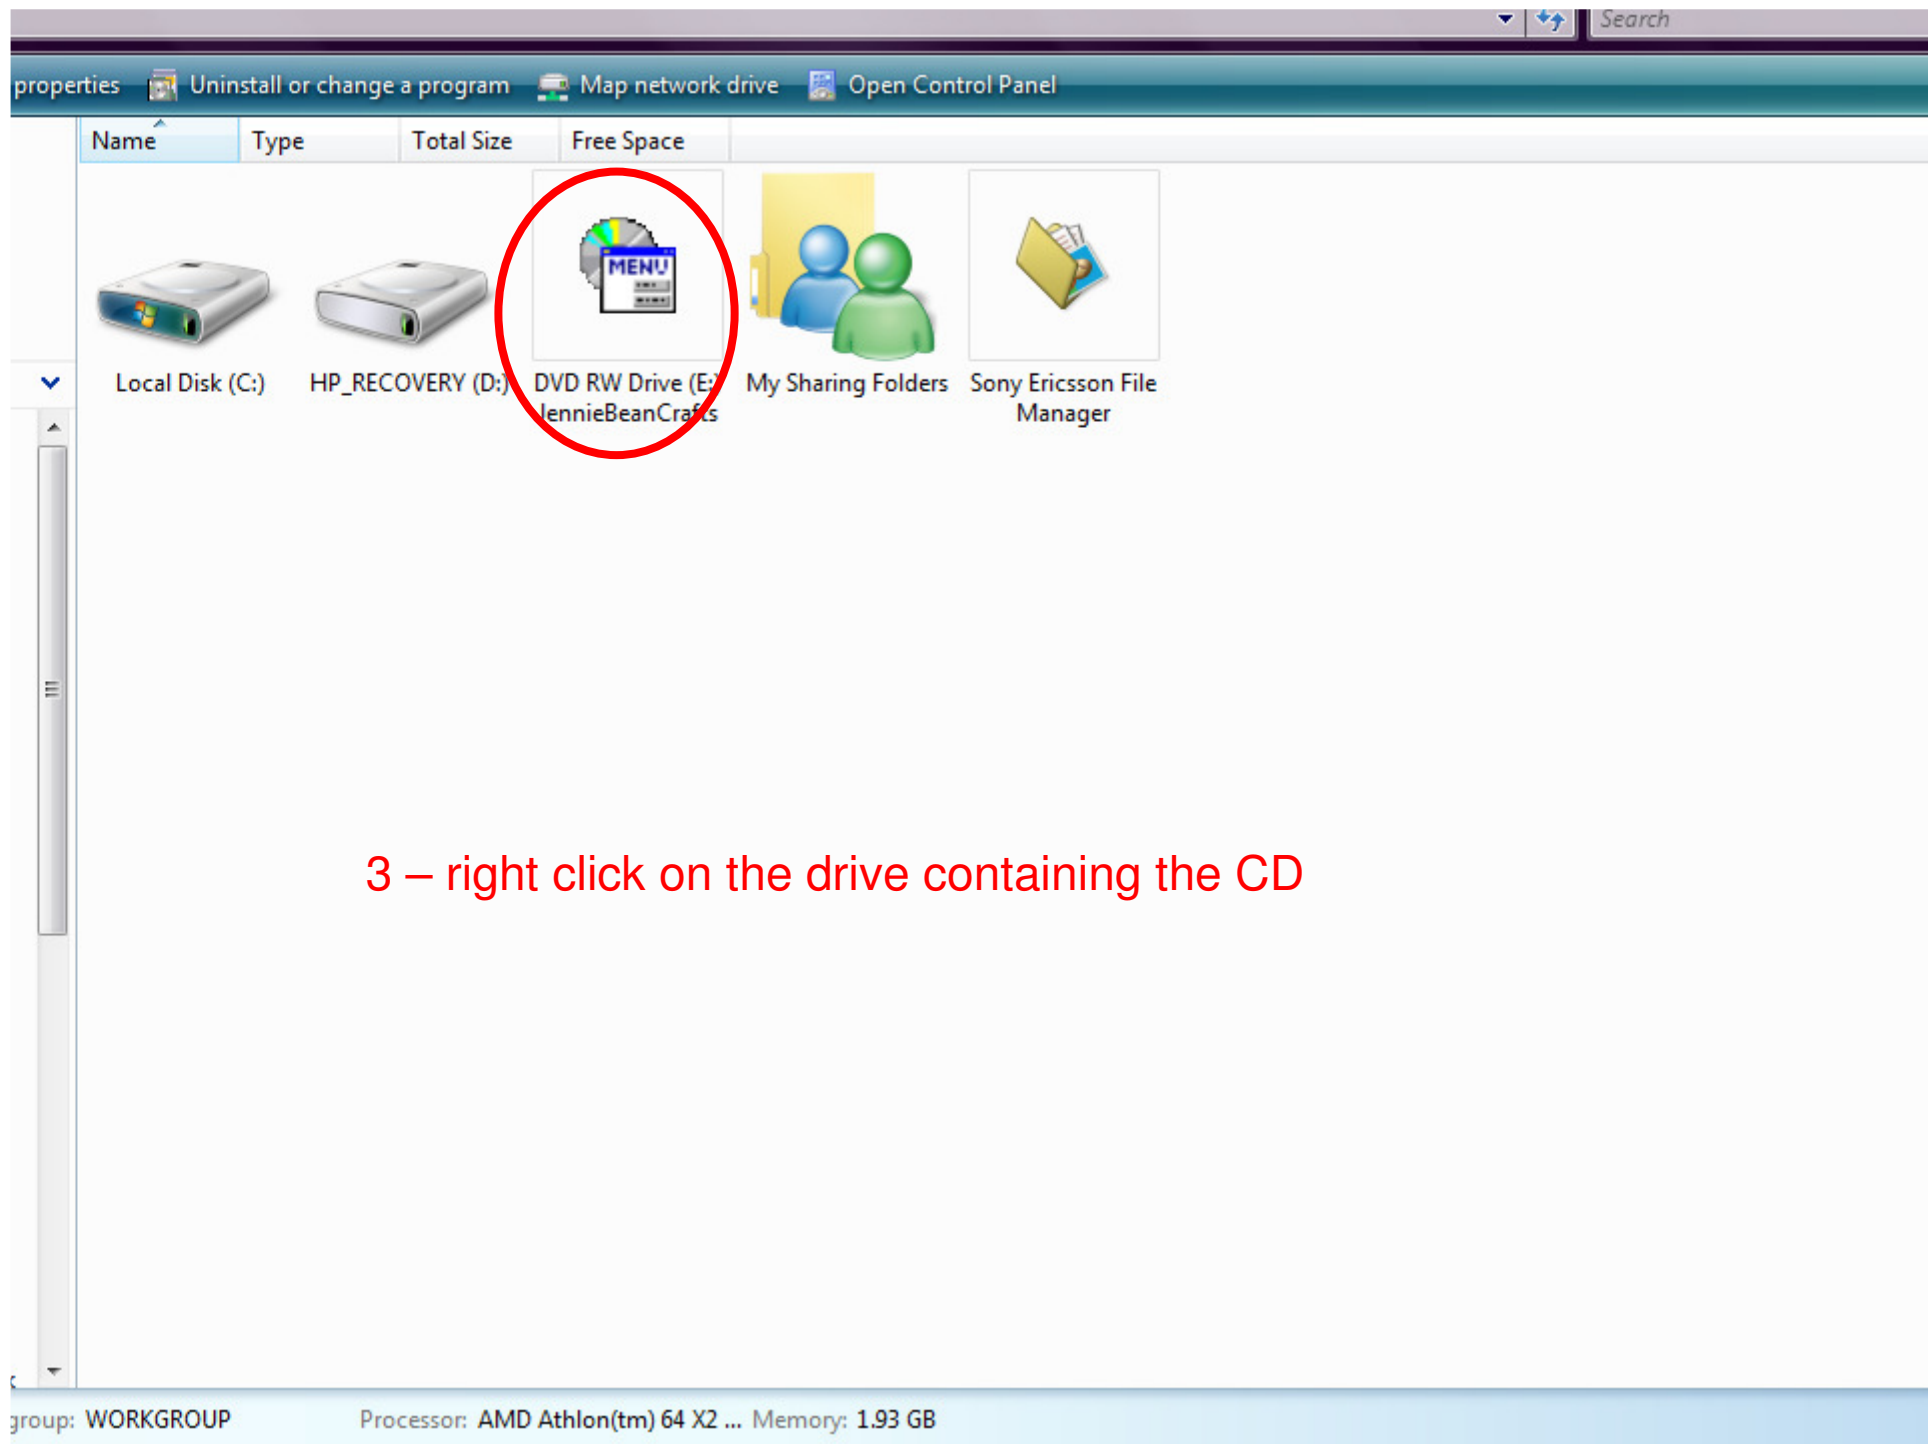 Search
properties Uninstall or change a program Map network drive Open Control Panel
Name Type Total Size Free Space
MENU
Local Disk (C:) HP_RECOVERY (D:) DVD RW Drive (E:) My Sharing Folders Sony Ericsson File
JennieBeanCrafts Manager
3 – right click on the drive containing the CD
group: WORKGROUP Processor: AMD Athlon(tm) 64 X2 ... Memory: 1.93 GB